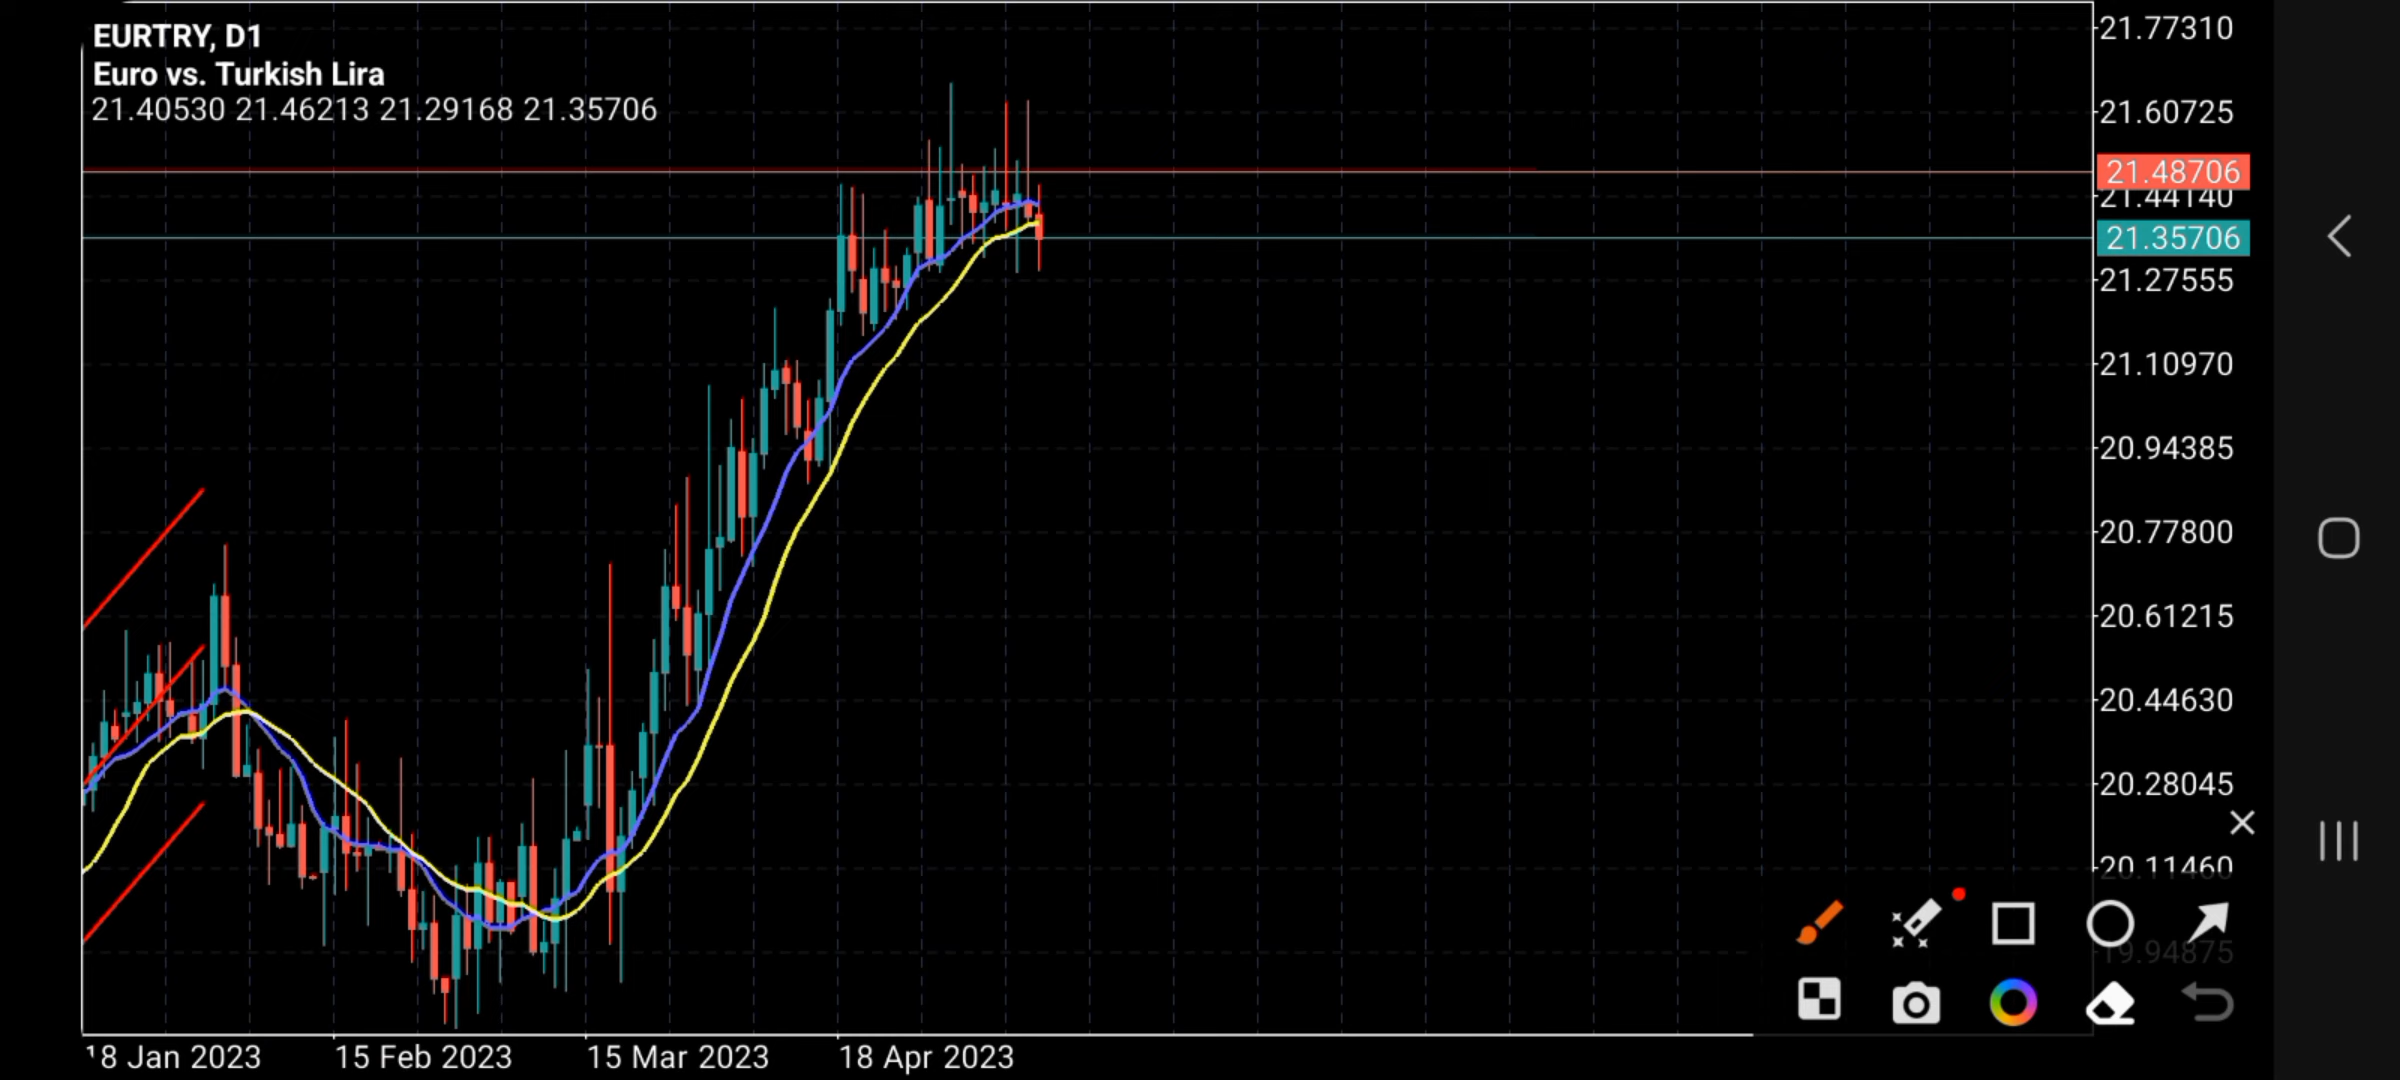 EURTRY, D1
Euro vs. Turkish Lira
21.40530 21.46213 21.29168 21.35706
21.77310
21.60725
21.48706
21.44140
21.35706
21.27555
21.10970
20.94385
20.77800
20.61215
20.44630
20.28045
20.11460
19.94875
18 Jan 2023
15 Feb 2023
15 Mar 2023
18 Apr 2023